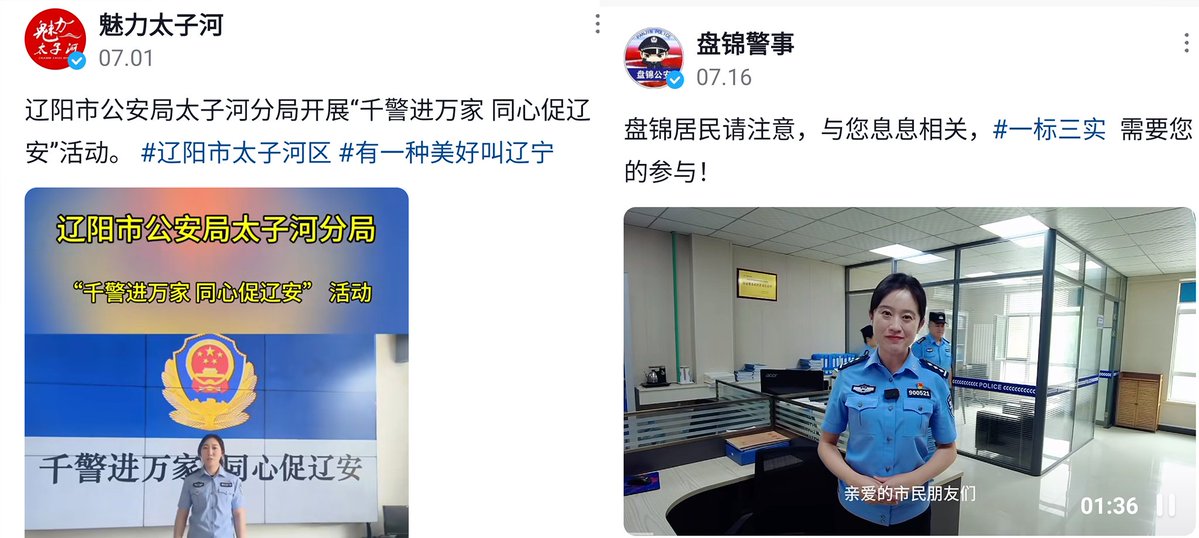 魅力太子河
07.01
辽阳市公安局太子河分局开展“千警进万家 同心促辽
安”活动。 #辽阳市太子河区 #有一种美好叫辽宁
辽阳市公安局太子河分局
“千警进万家 同心促辽安” 活动
千警进万家 同心促辽安
盘锦警事
07.16
盘锦居民请注意，与您息息相关，#一标三实 需要您
的参与！
盘锦公安
POLICE
900521
亲爱的市民朋友们
01:36